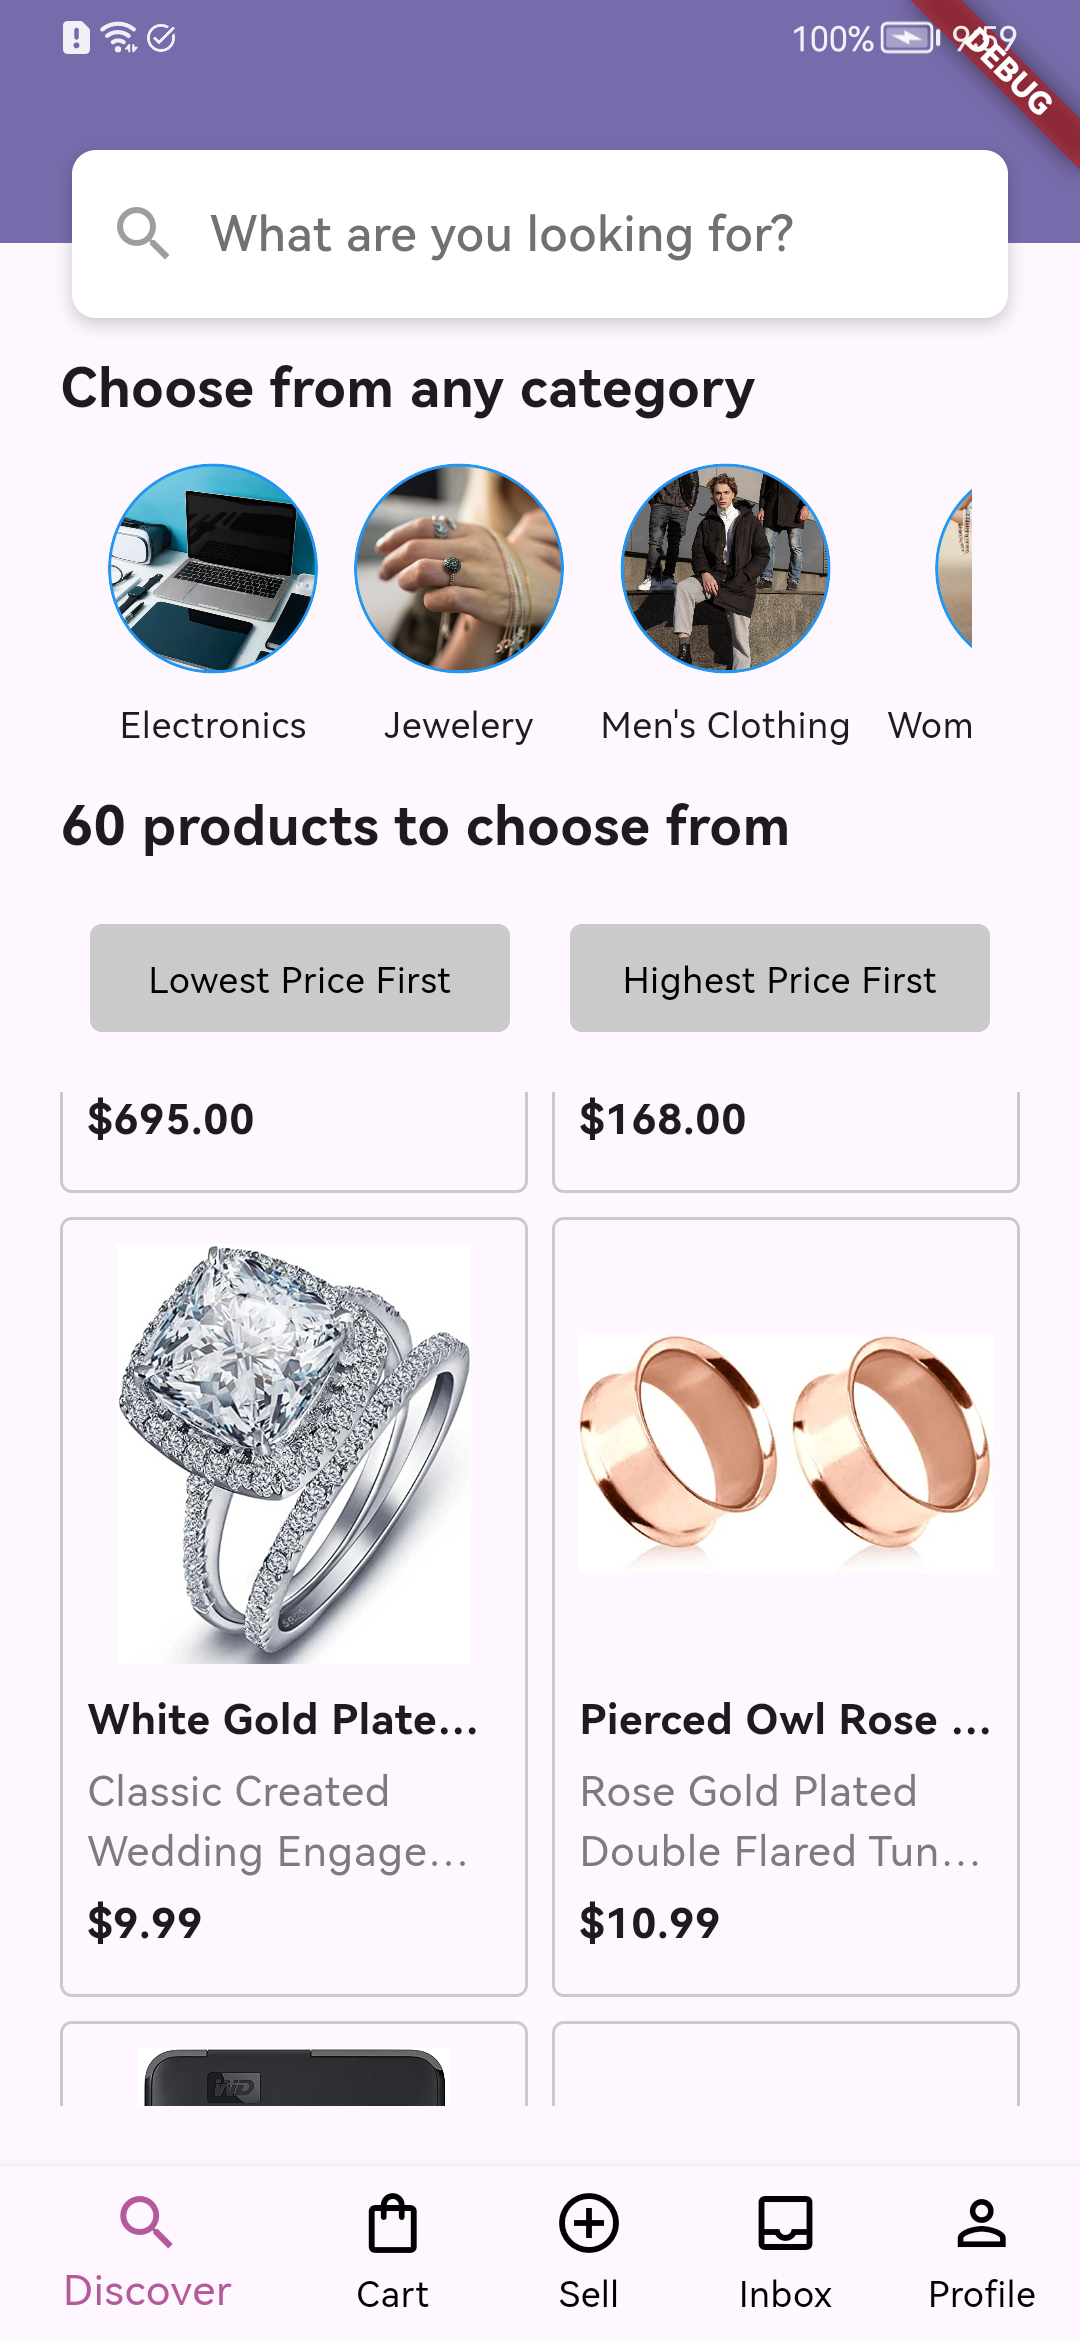 100% 9:59
DEBUG
What are you looking for?
Choose from any category
Electronics
Jewelery
Men's Clothing
Wom
60 products to choose from
Lowest Price First
Highest Price First
$695.00
$168.00
White Gold Plate...
Classic Created
Wedding Engage...
$9.99
Pierced Owl Rose ...
Rose Gold Plated
Double Flared Tun...
$10.99
WD
Discover
Cart
Sell
Inbox
Profile